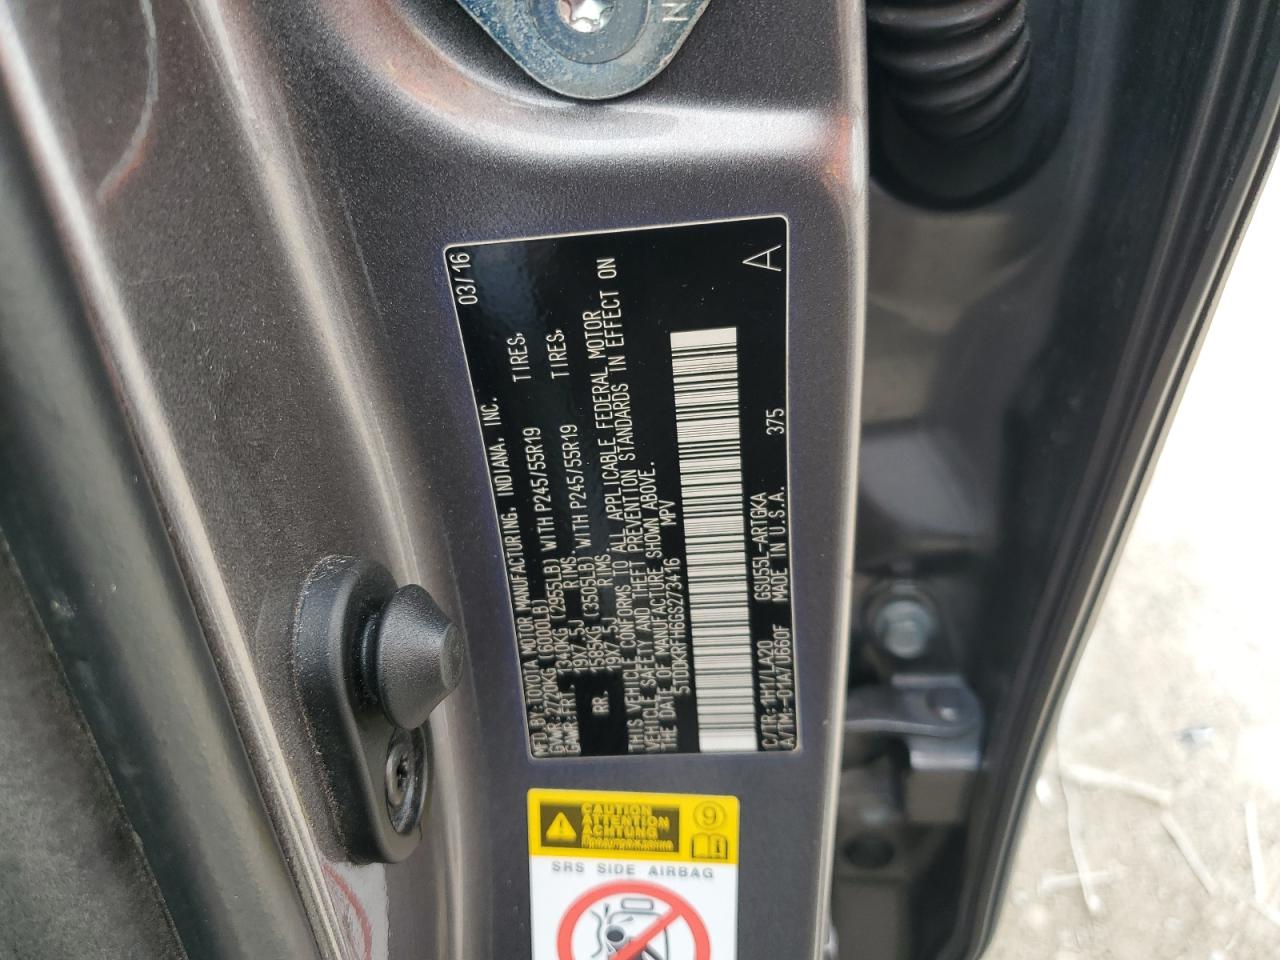 MFD.BY:TOYOTA MOTOR MANUFACTURING, INDIANA, INC. 03/16
GVWR:2720KG (6000LB)
GAWR:FRT. 1340KG (2955LB) WITH P245/55R19 TIRES,
19X7.5J RIMS.
RR. 1585KG (3505LB) WITH P245/55R19 TIRES,
19X7.5J RIMS
THIS VEHICLE CONFORMS TO ALL APPLICABLE FEDERAL MOTOR
VEHICLE SAFETY AND THEFT PREVENTION STANDARDS IN EFFECT ON
THE DATE OF MANUFACTURE SHOWN ABOVE.
5TDDKRFH8GS273416 MPV
C/TR:1H1/LA20 GSU55L-ARTGKA
A/TM:-01A/U660F MADE IN U.S.A. 375
A
CAUTION
ATTENTION
ACHTUNG
9
SRS SIDE AIRBAG
N